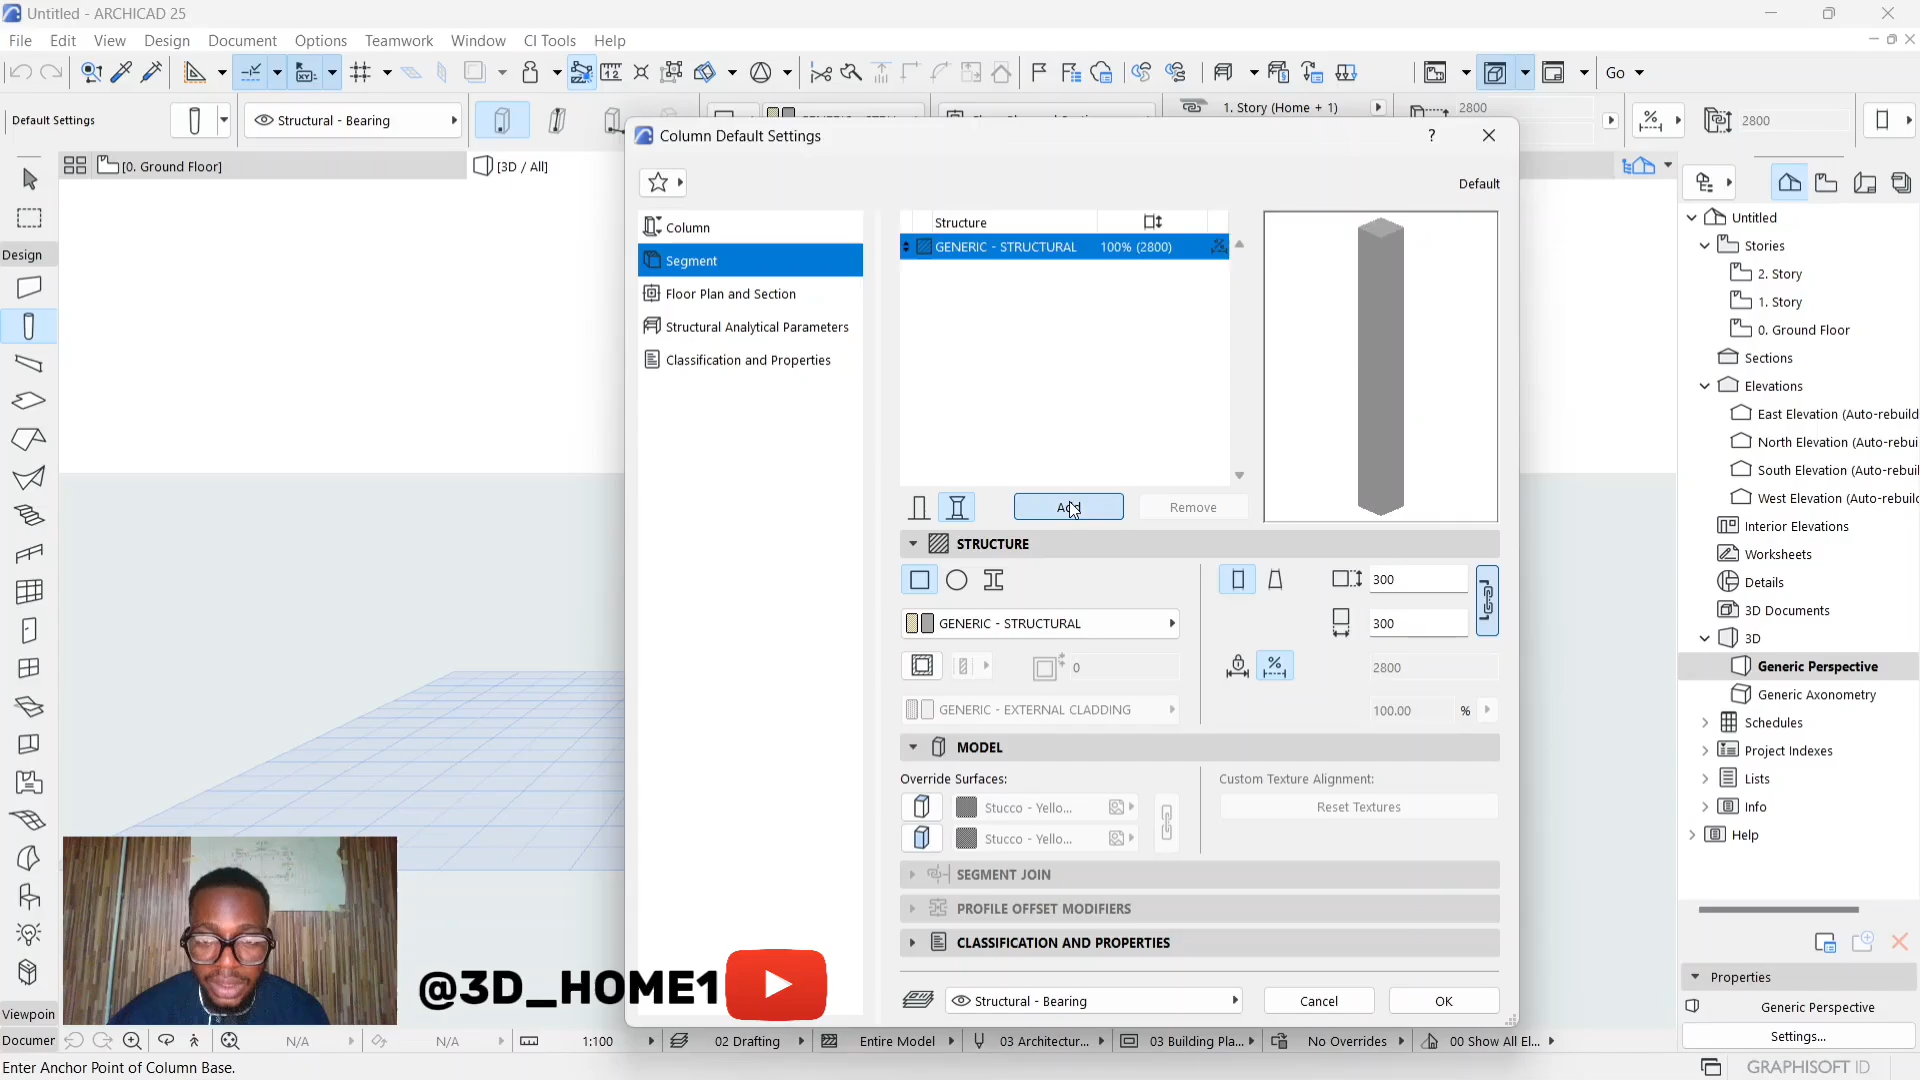 Untitled - ARCHICAD 25
File Edit View Design Document Options Teamwork Window CI Tools Help
Go
Default Settings
Structural - Bearing
1. Story (Home + 1)
2800
2800
[0. Ground Floor]
[3D / All]
Design
Column Default Settings
?
Default
Column
Segment
Floor Plan and Section
Structural Analytical Parameters
Classification and Properties
Structure
GENERIC - STRUCTURAL 100% (2800)
Add
Remove
STRUCTURE
300
GENERIC - STRUCTURAL
300
0
2800
GENERIC - EXTERNAL CLADDING
100.00 %
MODEL
Override Surfaces:
Custom Texture Alignment:
Stucco - Yello...
Reset Textures
Stucco - Yello...
SEGMENT JOIN
PROFILE OFFSET MODIFIERS
CLASSIFICATION AND PROPERTIES
Structural - Bearing
Cancel
OK
Untitled
Stories
2. Story
1. Story
0. Ground Floor
Sections
Elevations
East Elevation (Auto-rebuild
North Elevation (Auto-rebui
South Elevation (Auto-rebuil
West Elevation (Auto-rebuild
Interior Elevations
Worksheets
Details
3D Documents
3D
Generic Perspective
Generic Axonometry
Schedules
Project Indexes
Lists
Info
Help
Properties
Generic Perspective
Settings...
@3D_HOME1
Viewpoin
Documer
N/A
N/A
1:100
02 Drafting
Entire Model
03 Architectur...
03 Building Pla...
No Overrides
00 Show All El...
Enter Anchor Point of Column Base.
GRAPHISOFT ID